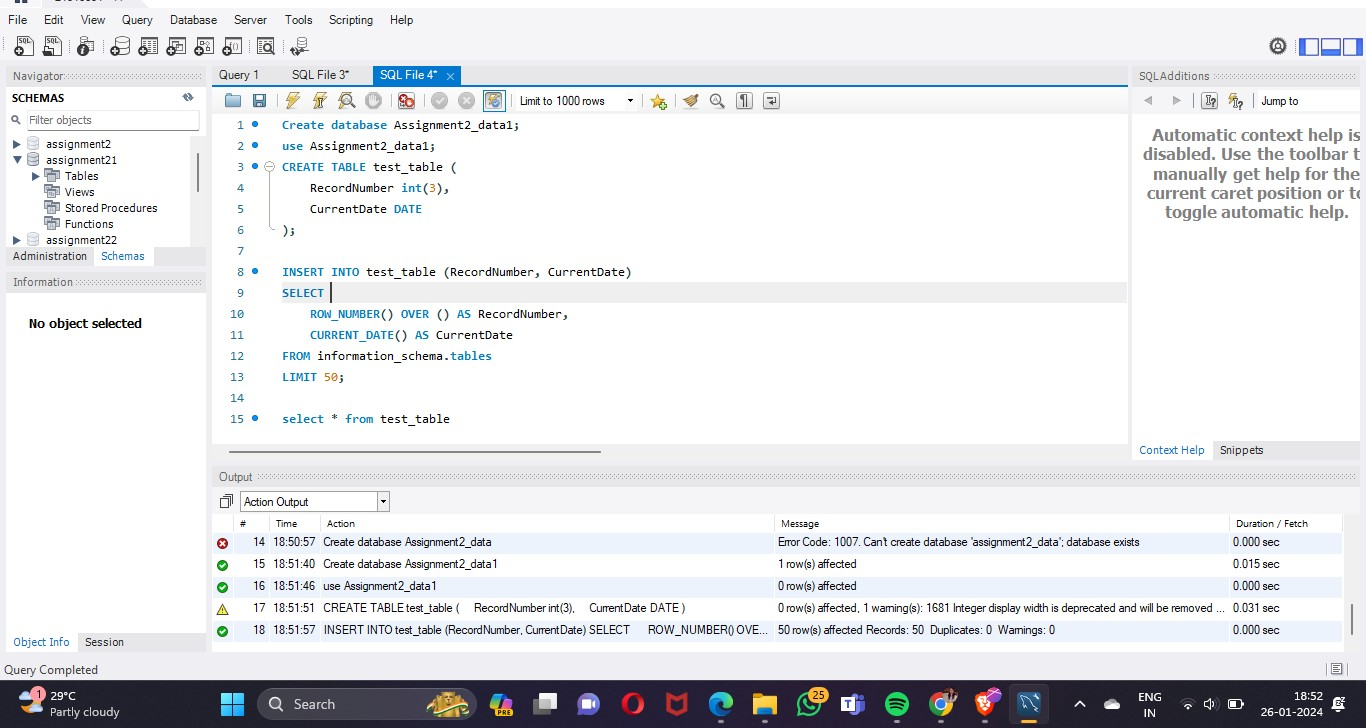 File Edit View Query Database Server Tools Scripting Help
Navigator
SCHEMAS
Filter objects
assignment2
assignment21
Tables
Views
Stored Procedures
Functions
assignment22
Administration Schemas
Information
No object selected
Object Info Session
Query 1 SQL File 3* SQL File 4*
Limit to 1000 rows
1 Create database Assignment2_data1;
2 use Assignment2_data1;
3 CREATE TABLE test_table (
4 RecordNumber int(3),
5 CurrentDate DATE
6 );
7
8 INSERT INTO test_table (RecordNumber, CurrentDate)
9 SELECT
10 ROW_NUMBER() OVER () AS RecordNumber,
11 CURRENT_DATE() AS CurrentDate
12 FROM information_schema.tables
13 LIMIT 50;
14
15 select * from test_table
SQLAdditions
Jump to
Automatic context help is
disabled. Use the toolbar t
manually get help for the
current caret position or to
toggle automatic help.
Context Help Snippets
Output
Action Output
# Time Action Message Duration / Fetch
14 18:50:57 Create database Assignment2_data Error Code: 1007. Can't create database 'assignment2_data'; database exists 0.000 sec
15 18:51:40 Create database Assignment2_data1 1 row(s) affected 0.015 sec
16 18:51:46 use Assignment2_data1 0 row(s) affected 0.000 sec
17 18:51:51 CREATE TABLE test_table ( RecordNumber int(3), CurrentDate DATE ) 0 row(s) affected, 1 warning(s): 1681 Integer display width is deprecated and will be removed ... 0.031 sec
18 18:51:57 INSERT INTO test_table (RecordNumber, CurrentDate) SELECT ROW_NUMBER() OVE... 50 row(s) affected Records: 50 Duplicates: 0 Warnings: 0 0.000 sec
Query Completed
1
29°C
Partly cloudy
Search
PRE
25
ENG
IN
18:52
26-01-2024